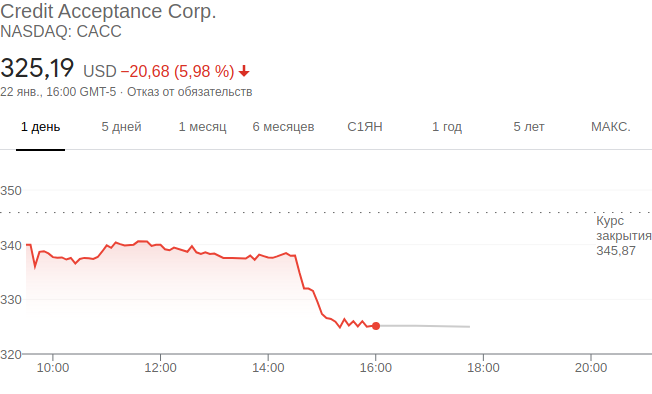 Credit Acceptance Corp.
NASDAQ: CACC
325,19 USD −20,68 (5,98 %)
22 янв., 16:00 GMT-5 · Отказ от обязательств
1 день 5 дней 1 месяц 6 месяцев С1ЯН 1 год 5 лет МАКС.
350
Курс
закрытия
345,87
340
330
320
10:00 12:00 14:00 16:00 18:00 20:00